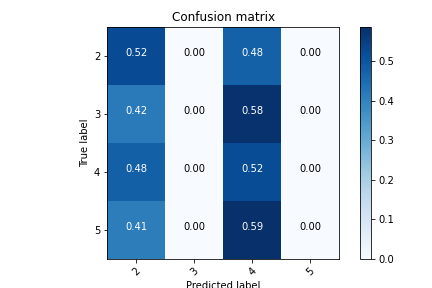 Confusion matrix
2 0.52 0.00 0.48 0.00
3 0.42 0.00 0.58 0.00
4 0.48 0.00 0.52 0.00
5 0.41 0.00 0.59 0.00
2 3 4 5
True label
Predicted label
0.5
0.4
0.3
0.2
0.1
0.0